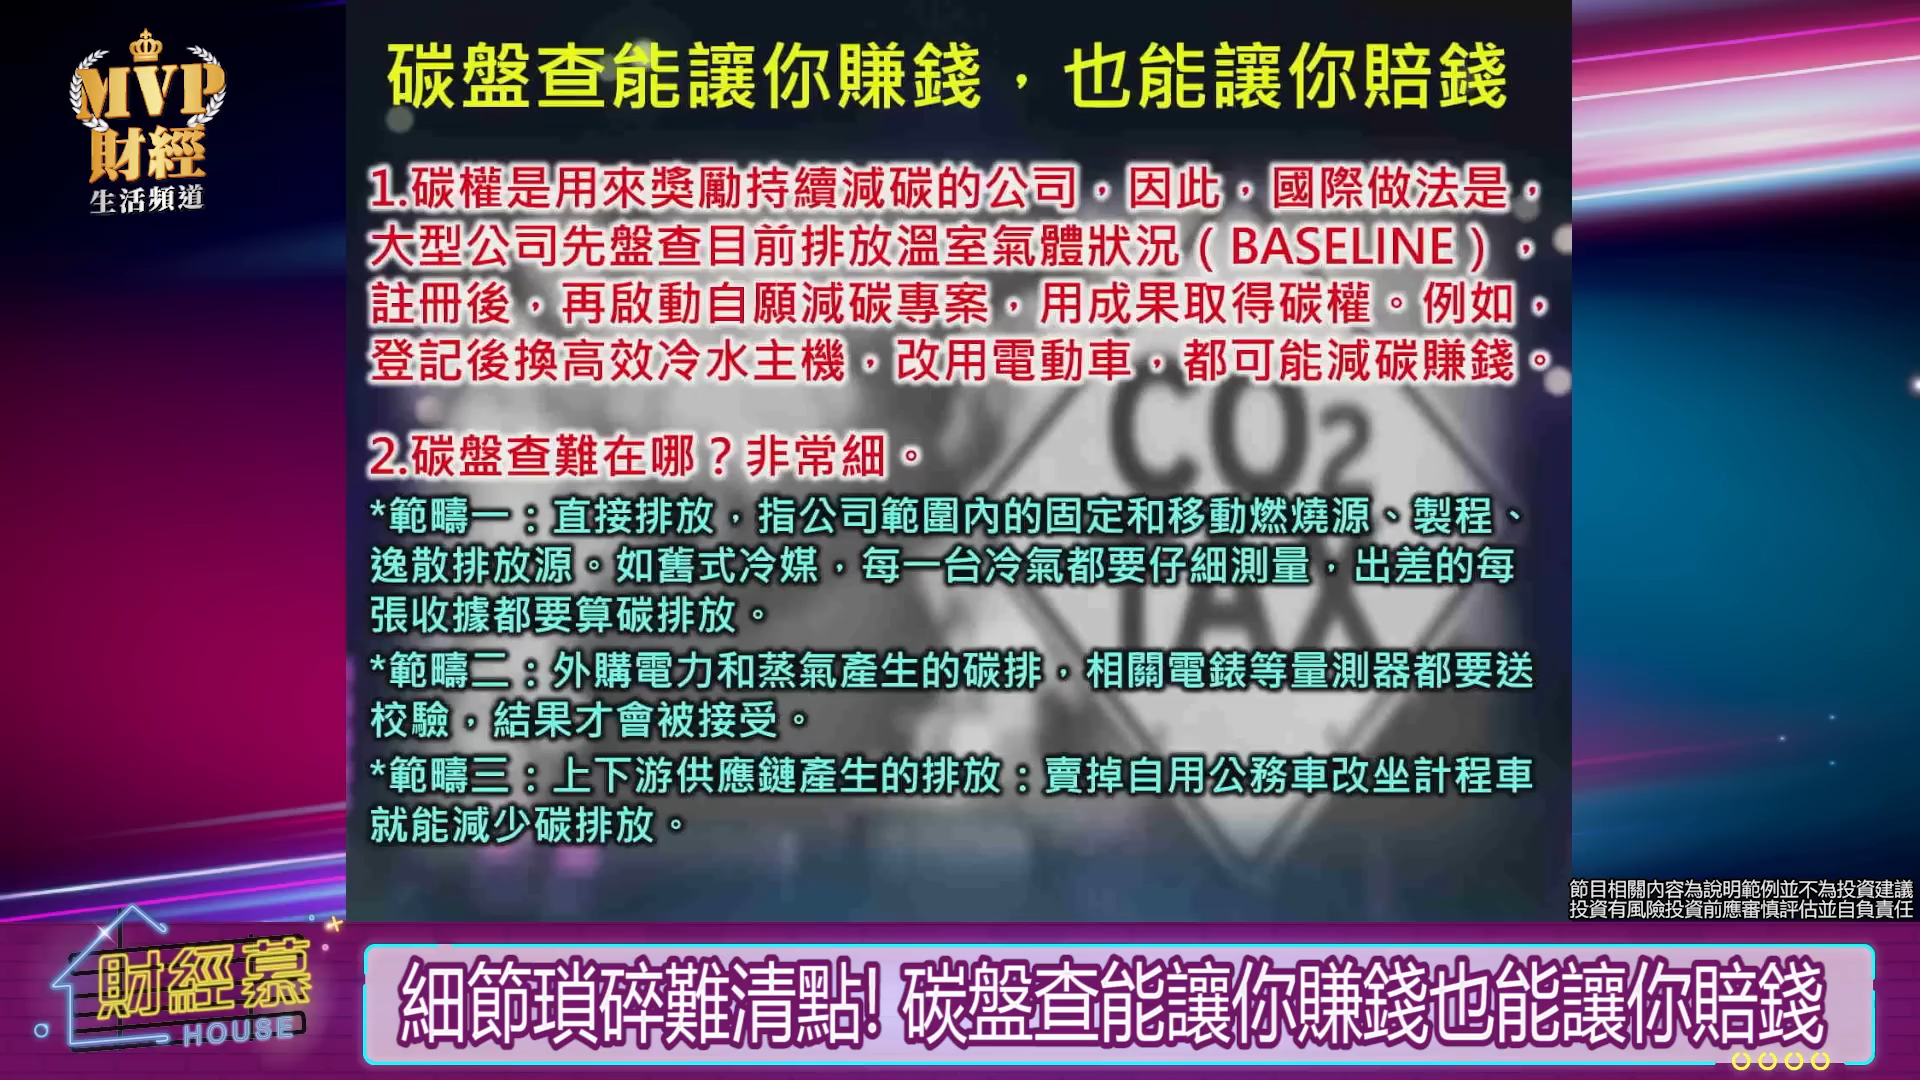 MVP
財經
生活頻道
碳盤查能讓你賺錢，也能讓你賠錢
1.碳權是用來獎勵持續減碳的公司，因此，國際做法是，
大型公司先盤查目前排放溫室氣體狀況（BASELINE），
註冊後，再啟動自願減碳專案，用成果取得碳權。例如，
登記後換高效冷水主機，改用電動車，都可能減碳賺錢。
2.碳盤查難在哪？非常細。
*範疇一：直接排放，指公司範圍內的固定和移動燃燒源、製程、
逸散排放源。如舊式冷媒，每一台冷氣都要仔細測量，出差的每
張收據都要算碳排放。
*範疇二：外購電力和蒸氣產生的碳排，相關電錶等量測器都要送
校驗，結果才會被接受。
*範疇三：上下游供應鏈產生的排放：賣掉自用公務車改坐計程車
就能減少碳排放。
CO2
TAX
節目相關內容為說明範例並不為投資建議
投資有風險投資前應審慎評估並自負責任
財經慕
HOUSE
細節瑣碎難清點! 碳盤查能讓你賺錢也能讓你賠錢